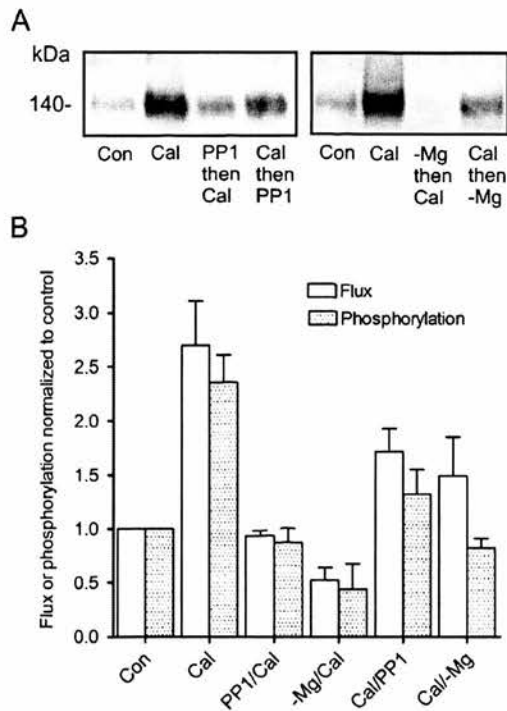 A
kDa
140-
Con Cal PP1 then Cal Cal then PP1
Con Cal -Mg then Cal Cal then -Mg
B
Flux or phosphorylation normalized to control
3.5
3.0
2.5
2.0
1.5
1.0
0.5
0.0
Flux
Phosphorylation
Con Cal PP1/Cal -Mg/Cal Cal/PP1 Cal/-Mg